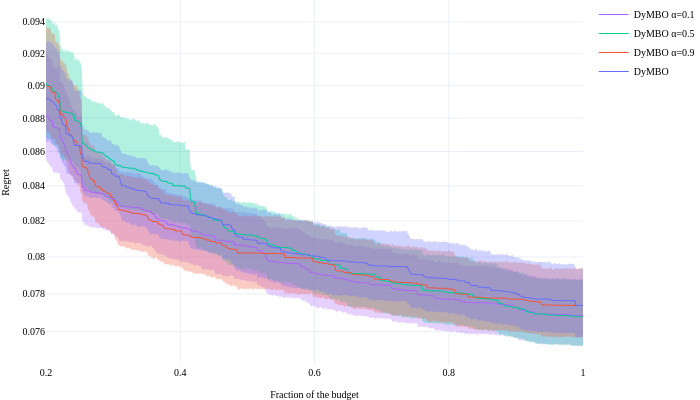 0.094
0.092
0.09
0.088
0.086
0.084
0.082
0.08
0.078
0.076
Regret
0.2
0.4
0.6
0.8
1
Fraction of the budget
DyMBO α=0.1
DyMBO α=0.5
DyMBO α=0.9
DyMBO